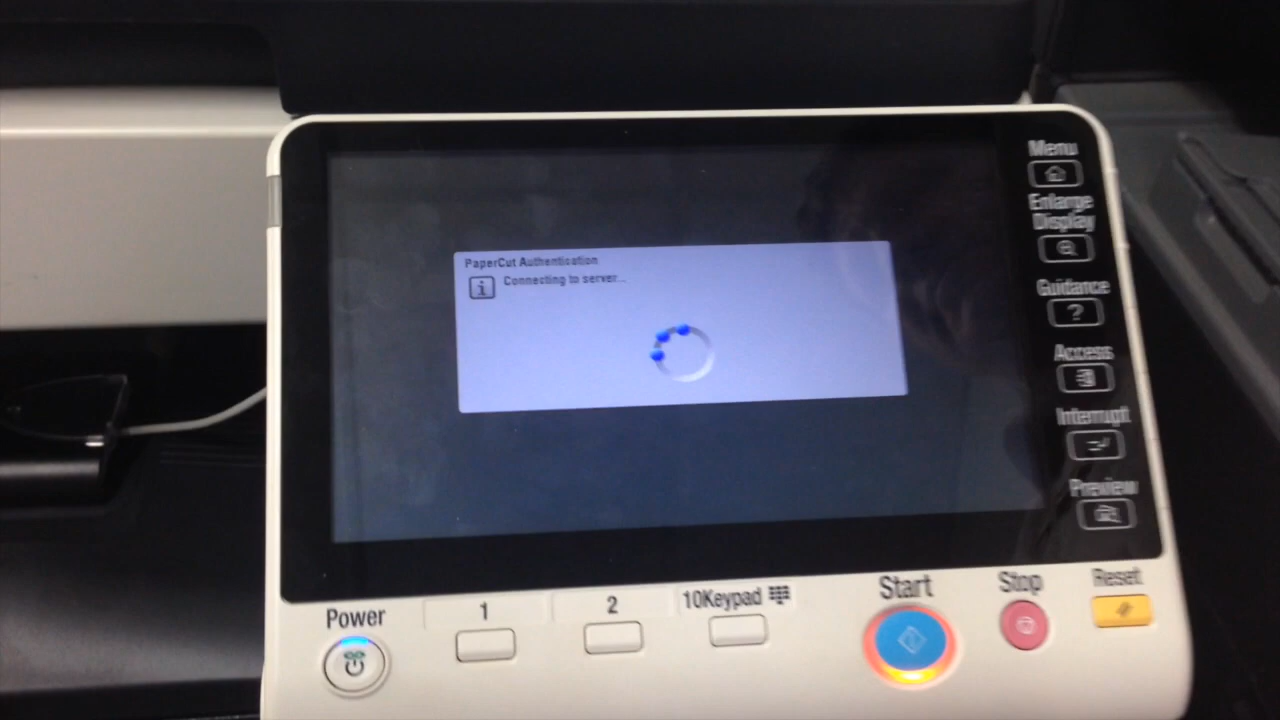 PaperCut Authentication
Connecting to server...
Menu
Enlarge
Display
Guidance
Access
Interrupt
Preview
Power
1
2
10Keypad
Start
Stop
Reset